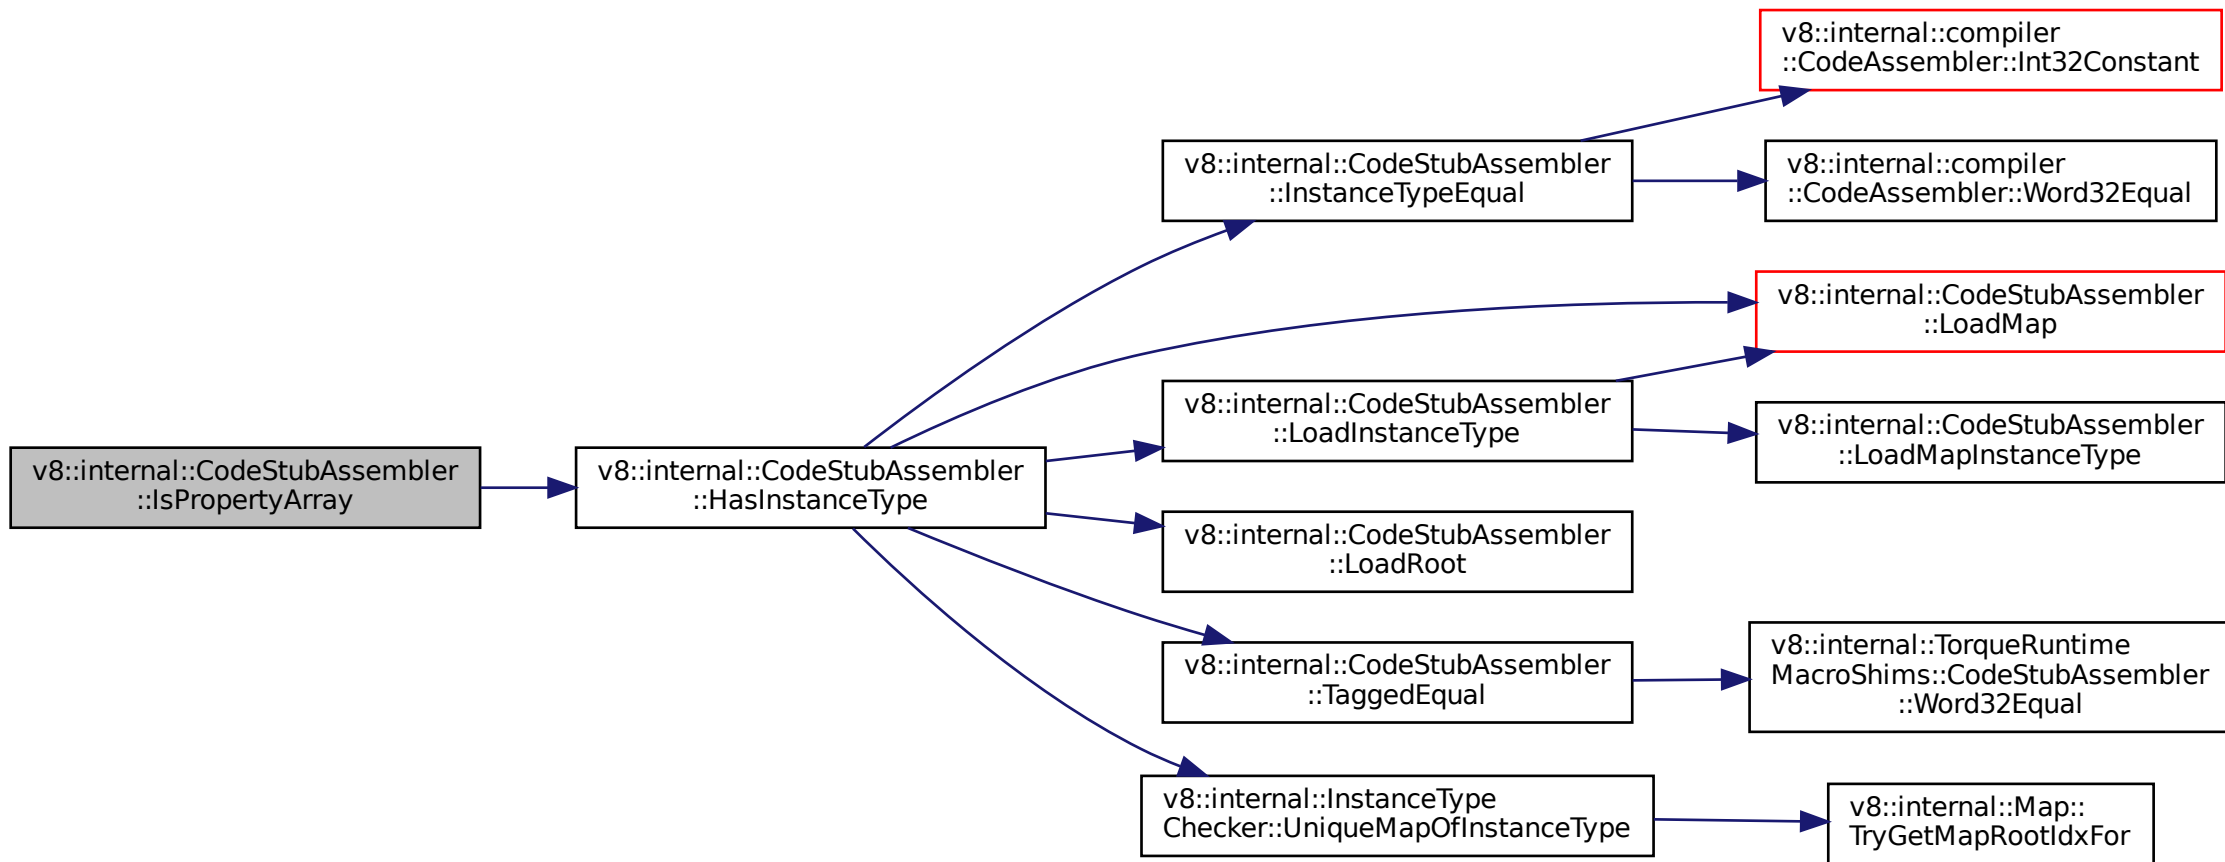 v8::internal::CodeStubAssembler
::IsPropertyArray
v8::internal::CodeStubAssembler
::HasInstanceType
v8::internal::CodeStubAssembler
::InstanceTypeEqual
v8::internal::compiler
::CodeAssembler::Int32Constant
v8::internal::compiler
::CodeAssembler::Word32Equal
v8::internal::CodeStubAssembler
::LoadMap
v8::internal::CodeStubAssembler
::LoadInstanceType
v8::internal::CodeStubAssembler
::LoadMapInstanceType
v8::internal::CodeStubAssembler
::LoadRoot
v8::internal::CodeStubAssembler
::TaggedEqual
v8::internal::TorqueRuntime
MacroShims::CodeStubAssembler
::Word32Equal
v8::internal::InstanceType
Checker::UniqueMapOfInstanceType
v8::internal::Map::
TryGetMapRootIdxFor